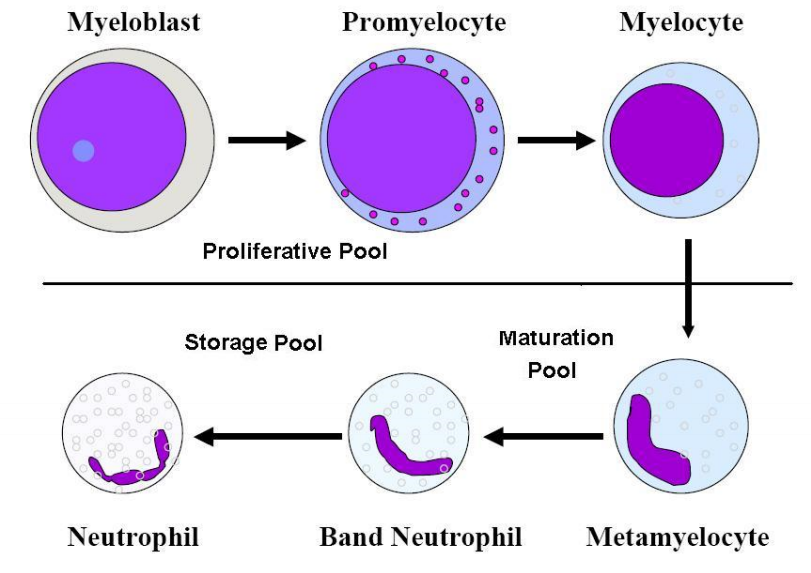 Myeloblast
Promyelocyte
Myelocyte
Proliferative Pool
Storage Pool
Maturation
Pool
Neutrophil
Band Neutrophil
Metamyelocyte